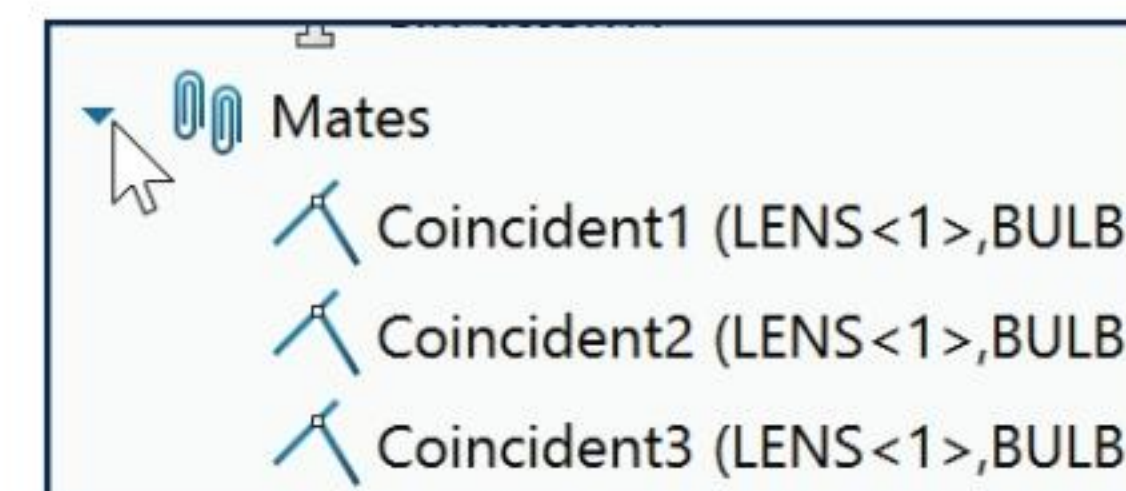 Mates
Coincident1 (LENS<1>,BULB
Coincident2 (LENS<1>,BULB
Coincident3 (LENS<1>,BULB